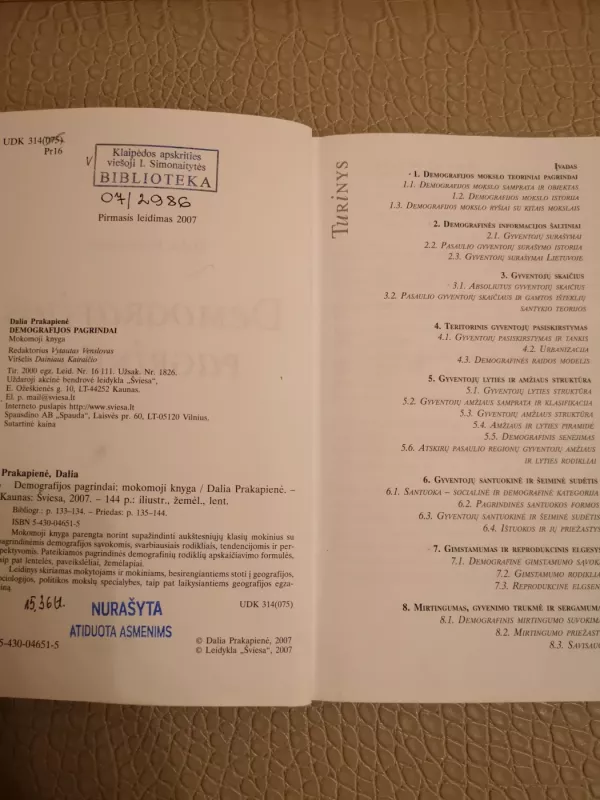 UDK 314(075)
Pr16
V
Klaipėdos apskrities
viešoji I. Simonaitytės
BIBLIOTEKA
07/2986
Pirmasis leidimas 2007
Dalia Prakapienė
DEMOGRAFIJOS PAGRINDAI
Mokomoji knyga
Redaktorius Vytautas Venslovas
Viršelis Dainiaus Kairaičio
Tir. 2000 egz. Leid. Nr. 16 111. Užsak. Nr. 1826.
Uždaroji akcinė bendrovė leidykla „Šviesa“,
E. Ožeškienės g. 10, LT-44252 Kaunas.
El. p. mail@sviesa.lt
Interneto puslapis http://www.sviesa.lt
Spausdino AB „Spauda“, Laisvės pr. 60, LT-05120 Vilnius.
Sutartinė kaina
Prakapienė, Dalia
Demografijos pagrindai: mokomoji knyga / Dalia Prakapienė. –
Kaunas: Šviesa, 2007. – 144 p.: iliustr., žemėl., lent.
Bibliogr.: p. 133–134. – Priedas: p. 135–144.
ISBN 5-430-04651-5
Mokomoji knyga parengta norint supažindinti aukštesniųjų klasių mokinius su
pagrindinėmis demografijos sąvokomis, svarbiausiais rodikliais, tendencijomis ir per-
spektyvomis. Pateikiamos pagrindinės demografinių rodiklių apskaičiavimo formulės,
taip pat lentelės, paveikslėliai, žemėlapiai.
Leidinys skiriamas mokytojams ir mokiniams, besirengiantiems stoti į geografijos,
sociologijos, politikos mokslų specialybes, taip pat laikysiantiems geografijos egza-
miną
UDK 314(075)
15,36Lt
NURAŠYTA
ATIDUOTA ASMENIMS
5-430-04651-5
© Dalia Prakapienė, 2007
© Leidykla „Šviesa“, 2007
TURINYS
ĮVADAS
1. DEMOGRAFIJOS MOKSLO TEORINIAI PAGRINDAI
1.1. DEMOGRAFIJOS MOKSLO SAMPRATA IR OBJEKTAS
1.2. DEMOGRAFIJOS MOKSLO ISTORIJA
1.3. DEMOGRAFIJOS MOKSLO RYŠIAI SU KITAIS MOKSLAIS
2. DEMOGRAFINĖS INFORMACIJOS ŠALTINIAI
2.1. GYVENTOJŲ SURAŠYMAI
2.2. PASAULIO GYVENTOJŲ SURAŠYMO ISTORIJA
2.3. GYVENTOJŲ SURAŠYMAI LIETUVOJE
3. GYVENTOJŲ SKAIČIUS
3.1. ABSOLIUTUS GYVENTOJŲ SKAIČIUS
3.2. PASAULIO GYVENTOJŲ SKAIČIAUS IR GAMTOS IŠTEKLIŲ
SANTYKIO TEORIJOS
4. TERITORINIS GYVENTOJŲ PASISKIRSTYMAS
4.1. GYVENTOJŲ PASISKIRSTYMAS IR TANKIS
4.2. URBANIZACIJA
4.3. DEMOGRAFINĖS RAIDOS MODELIS
5. GYVENTOJŲ LYTIES IR AMŽIAUS STRUKTŪRA
5.1. GYVENTOJŲ LYTIES STRUKTŪRA
5.2. GYVENTOJŲ AMŽIAUS SAMPRATA IR KLASIFIKACIJA
5.3. GYVENTOJŲ AMŽIAUS STRUKTŪRA
5.4. AMŽIAUS IR LYTIES PIRAMIDĖ
5.5. DEMOGRAFINIS SENĖJIMAS
5.6. ATSKIRŲ PASAULIO REGIONŲ GYVENTOJŲ AMŽIAUS
IR LYTIES RODIKLIAI
6. GYVENTOJŲ SANTUOKINĖ IR ŠEIMINĖ SUDĖTIS
6.1. SANTUOKA – SOCIALINĖ IR DEMOGRAFINĖ KATEGORIJA
6.2. PAGRINDINĖS SANTUOKOS FORMOS
6.3. GYVENTOJŲ SANTUOKINĖ IR ŠEIMINĖ SUDĖTIS
6.4. IŠTUOKOS IR JŲ PRIEŽASTYS
7. GIMSTAMUMAS IR REPRODUKCINIS ELGESYS
7.1. DEMOGRAFINĖ GIMSTAMUMO SĄVOKA
7.2. GIMSTAMUMO RODIKLIAI
7.3. REPRODUKCINĖ ELGSENA
8. MIRTINGUMAS, GYVENIMO TRUKMĖ IR SERGAMUMAS
8.1. DEMOGRAFINIS MIRTINGUMO SUVOKIMAS
8.2. MIRTINGUMO PRIEŽAST
8.3. SAVISAUG